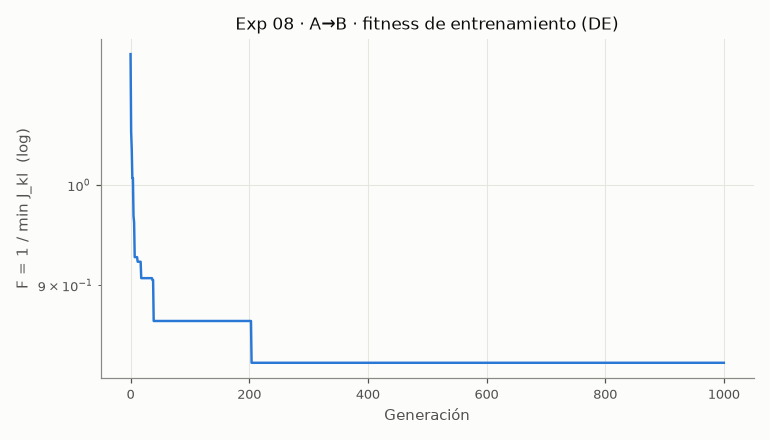 Exp 08 · A→B · fitness de entrenamiento (DE)
F = 1 / min J_kl (log)
10⁰
9 × 10⁻¹
0 200 400 600 800 1000
Generación